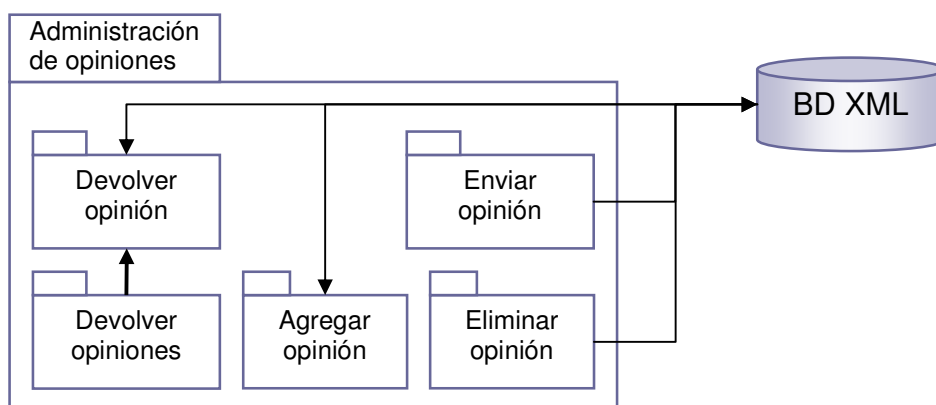 Administración
de opiniones
BD XML
Devolver
opinión
Enviar
opinión
Devolver
opiniones
Agregar
opinión
Eliminar
opinión